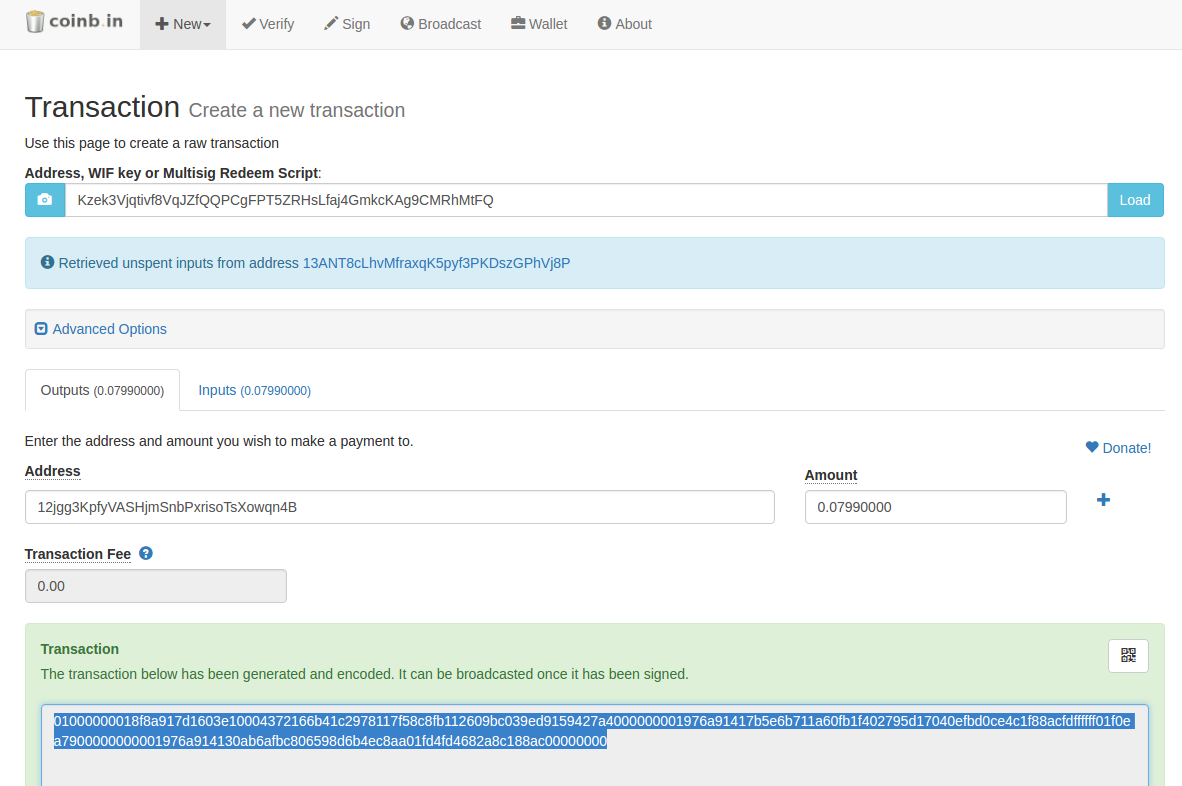 coinb.in New Verify Sign Broadcast Wallet About
Transaction Create a new transaction
Use this page to create a raw transaction
Address, WIF key or Multisig Redeem Script:
Kzek3Vjqtivf8VqJZfQQPCgFPT5ZRHsLfaj4GmkcKAg9CMRhMtFQ Load
Retrieved unspent inputs from address 13ANT8cLhvMfraxqK5pyf3PKDszGPhVj8P
Advanced Options
Outputs (0.07990000) Inputs (0.07990000)
Enter the address and amount you wish to make a payment to.
Donate!
Address Amount
12jgg3KpfyVASHjmSnbPxrisoTsXowqn4B 0.07990000
Transaction Fee
0.00
Transaction
The transaction below has been generated and encoded. It can be broadcasted once it has been signed.
01000000018f8a917d1603e10004372166b41c2978117f58c8fb112609bc039ed9159427a4000000001976a91417b5e6b711a60fb1f402795d17040efbd0ce4c1f88acfdffffff01f0e
a7900000000001976a914130ab6afbc806598d6b4ec8aa01fd4fd4682a8c188ac00000000